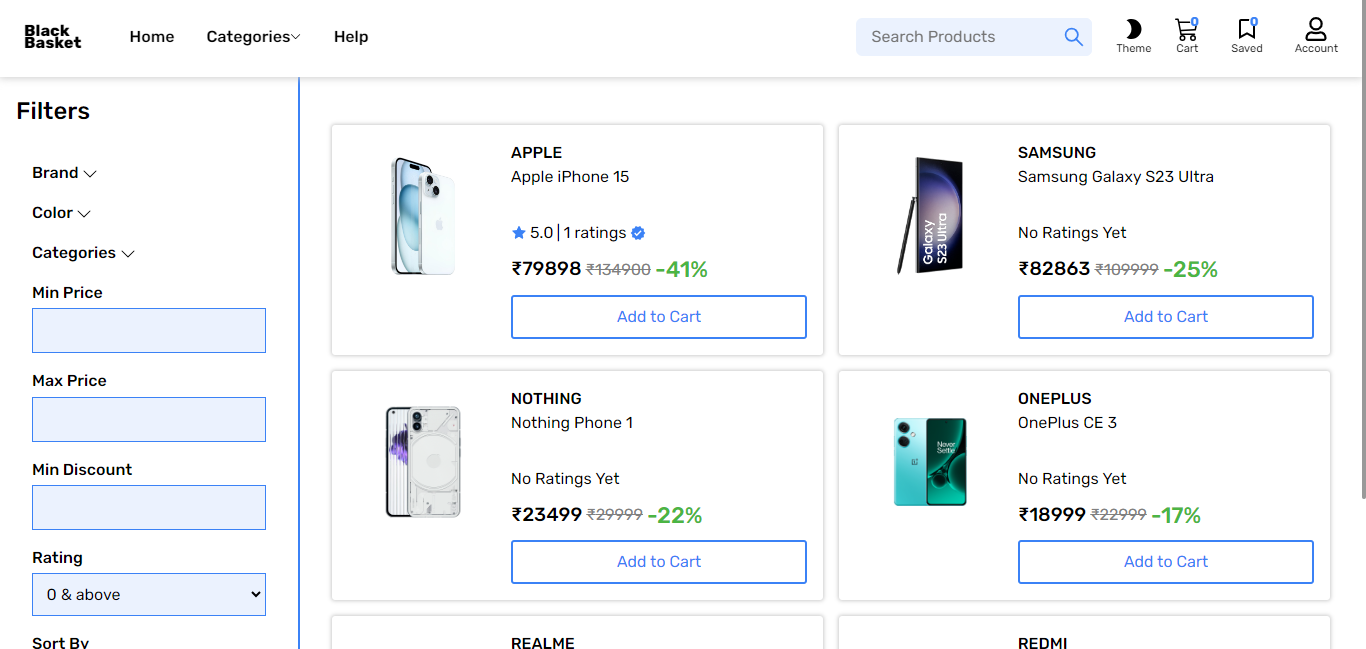 Black
Basket
Home
Categories
Help
Search Products
Theme
0
Cart
0
Saved
Account
Filters
Brand
Color
Categories
Min Price
Max Price
Min Discount
Rating
0 & above
Sort By
APPLE
Apple iPhone 15
5.0 | 1 ratings
₹79898 ₹134900 -41%
Add to Cart
Galaxy
S23 Ultra
SAMSUNG
Samsung Galaxy S23 Ultra
No Ratings Yet
₹82863 ₹109999 -25%
Add to Cart
NOTHING
Nothing Phone 1
No Ratings Yet
₹23499 ₹29999 -22%
Add to Cart
Never
Settle
ONEPLUS
OnePlus CE 3
No Ratings Yet
₹18999 ₹22999 -17%
Add to Cart
REALME
REDMI